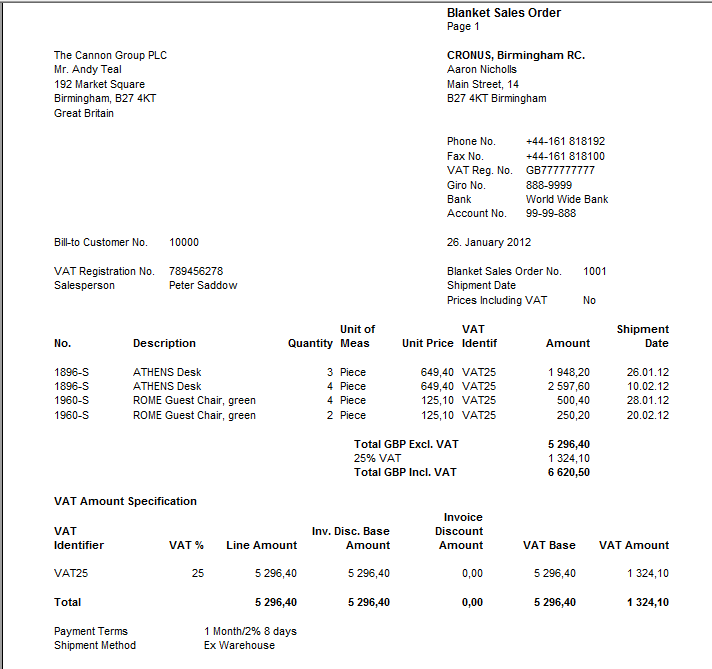 Blanket Sales Order
Page 1
The Cannon Group PLC
Mr. Andy Teal
192 Market Square
Birmingham, B27 4KT
Great Britain
CRONUS, Birmingham RC.
Aaron Nicholls
Main Street, 14
B27 4KT Birmingham
Phone No. +44-161 818192
Fax No. +44-161 818100
VAT Reg. No. GB777777777
Giro No. 888-9999
Bank World Wide Bank
Account No. 99-99-888
Bill-to Customer No. 10000
26. January 2012
VAT Registration No. 789456278
Salesperson Peter Saddow
Blanket Sales Order No. 1001
Shipment Date
Prices Including VAT No
Unit of VAT Shipment
No. Description Quantity Meas Unit Price Identif Amount Date
1896-S ATHENS Desk 3 Piece 649,40 VAT25 1 948,20 26.01.12
1896-S ATHENS Desk 4 Piece 649,40 VAT25 2 597,60 10.02.12
1960-S ROME Guest Chair, green 4 Piece 125,10 VAT25 500,40 28.01.12
1960-S ROME Guest Chair, green 2 Piece 125,10 VAT25 250,20 20.02.12
Total GBP Excl. VAT 5 296,40
25% VAT 1 324,10
Total GBP Incl. VAT 6 620,50
VAT Amount Specification
Invoice
VAT Inv. Disc. Base Discount
Identifier VAT % Line Amount Amount Amount VAT Base VAT Amount
VAT25 25 5 296,40 5 296,40 0,00 5 296,40 1 324,10
Total 5 296,40 5 296,40 0,00 5 296,40 1 324,10
Payment Terms 1 Month/2% 8 days
Shipment Method Ex Warehouse